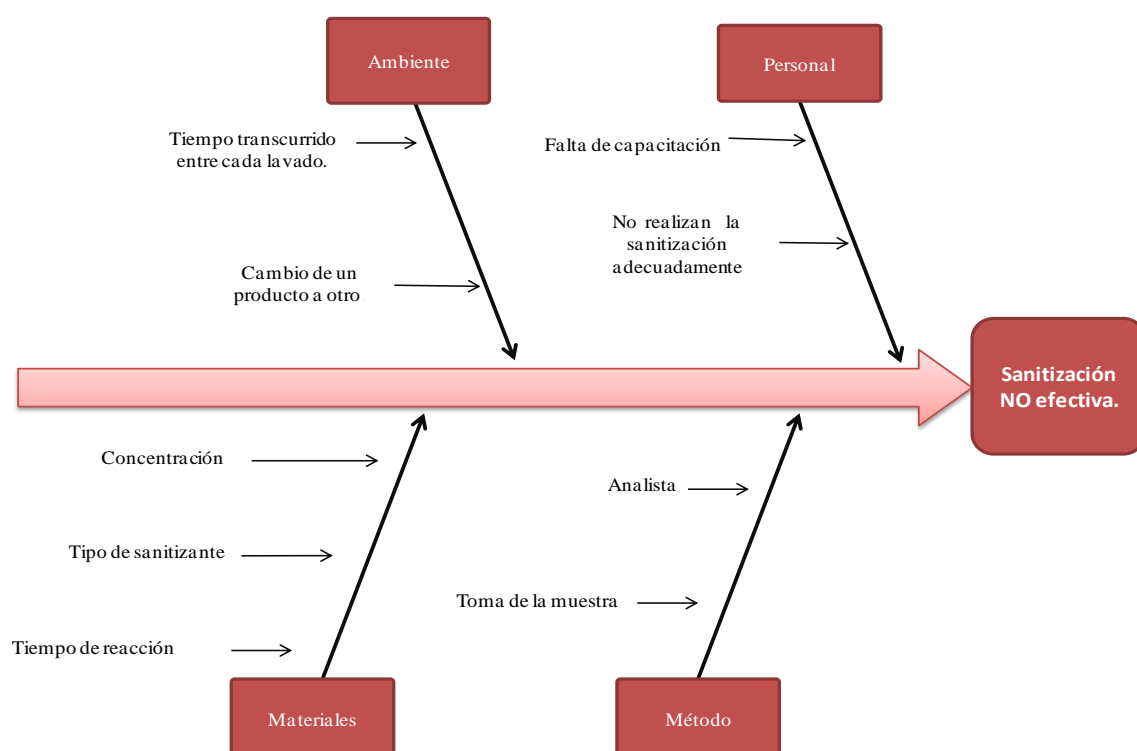 Ambiente
Personal
Tiempo transcurrido
entre cada lavado.
Falta de capacitación
No realizan la
sanitización
adecuadamente
Cambio de un
producto a otro
Sanitización
NO efectiva.
Concentración
Analista
Tipo de sanitizante
Toma de la muestra
Tiempo de reacción
Materiales
Método